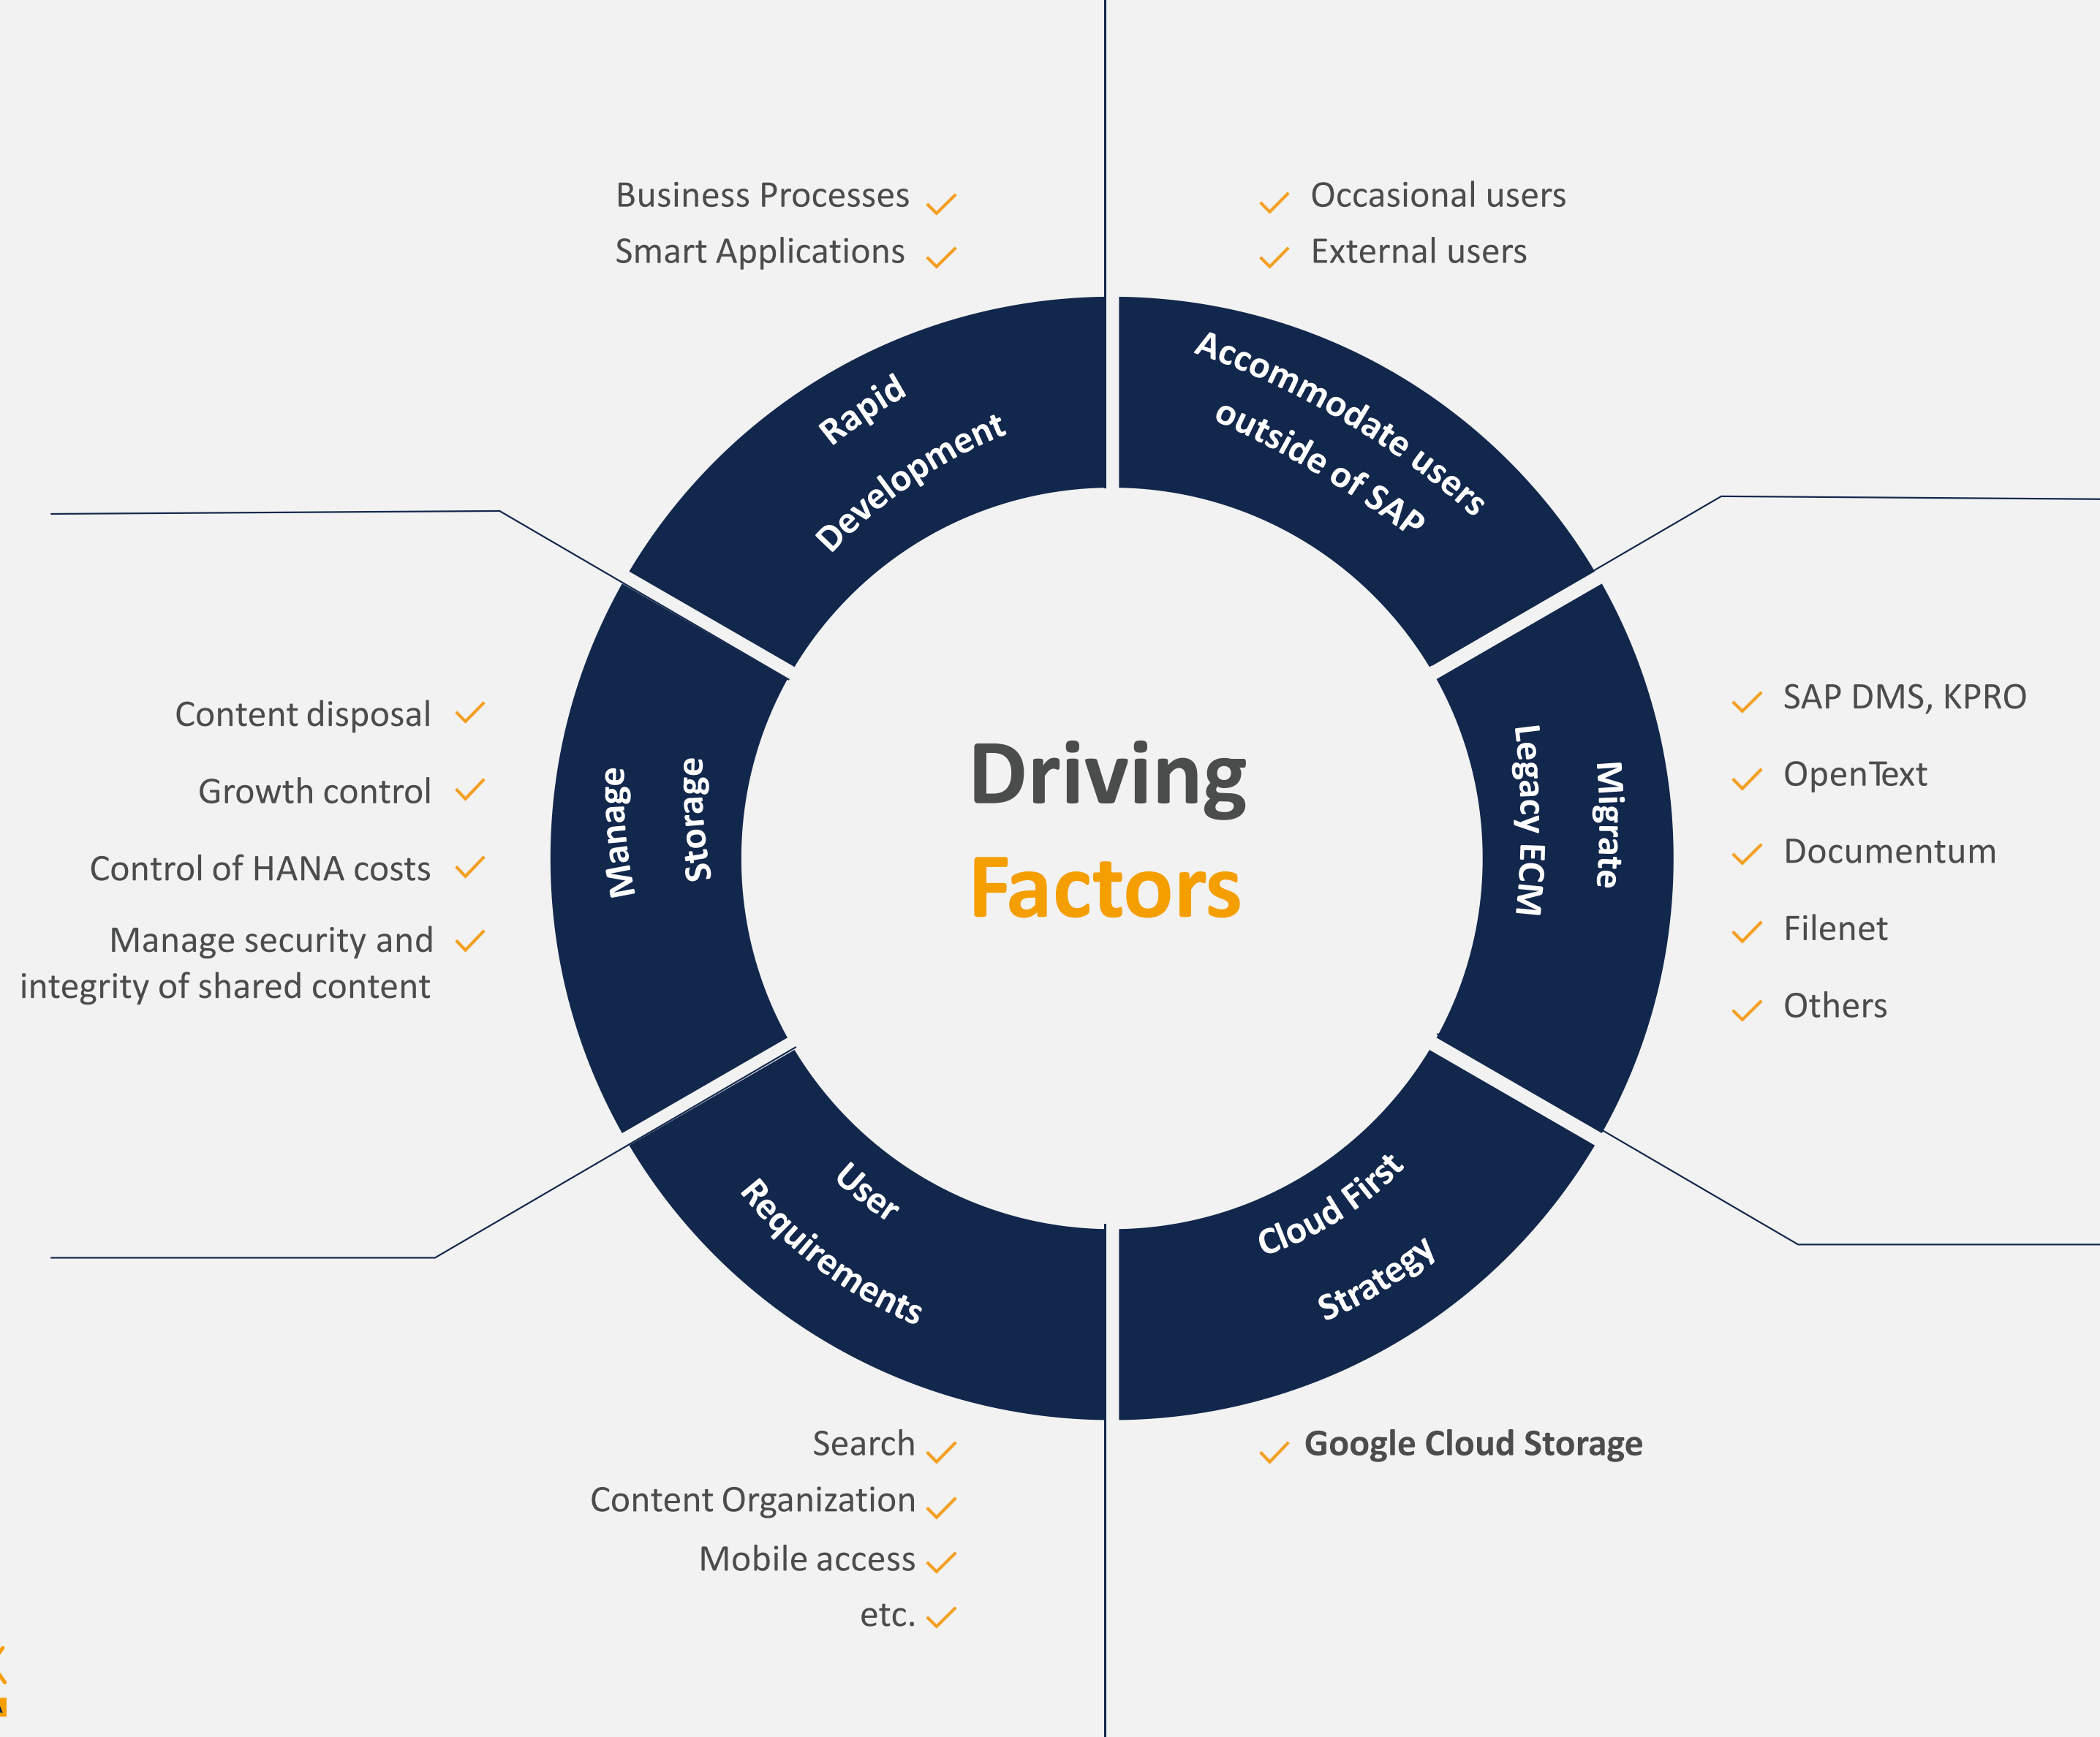 Business Processes
Smart Applications
Occasional users
External users
Rapid
Development
Accommodate users
outside of SAP
Content disposal
Growth control
Control of HANA costs
Manage security and
integrity of shared content
Manage
Storage
Driving
Factors
Migrate
Legacy ECM
SAP DMS, KPRO
OpenText
Documentum
Filenet
Others
User
Requirements
Cloud First
Strategy
Search
Content Organization
Mobile access
etc.
Google Cloud Storage